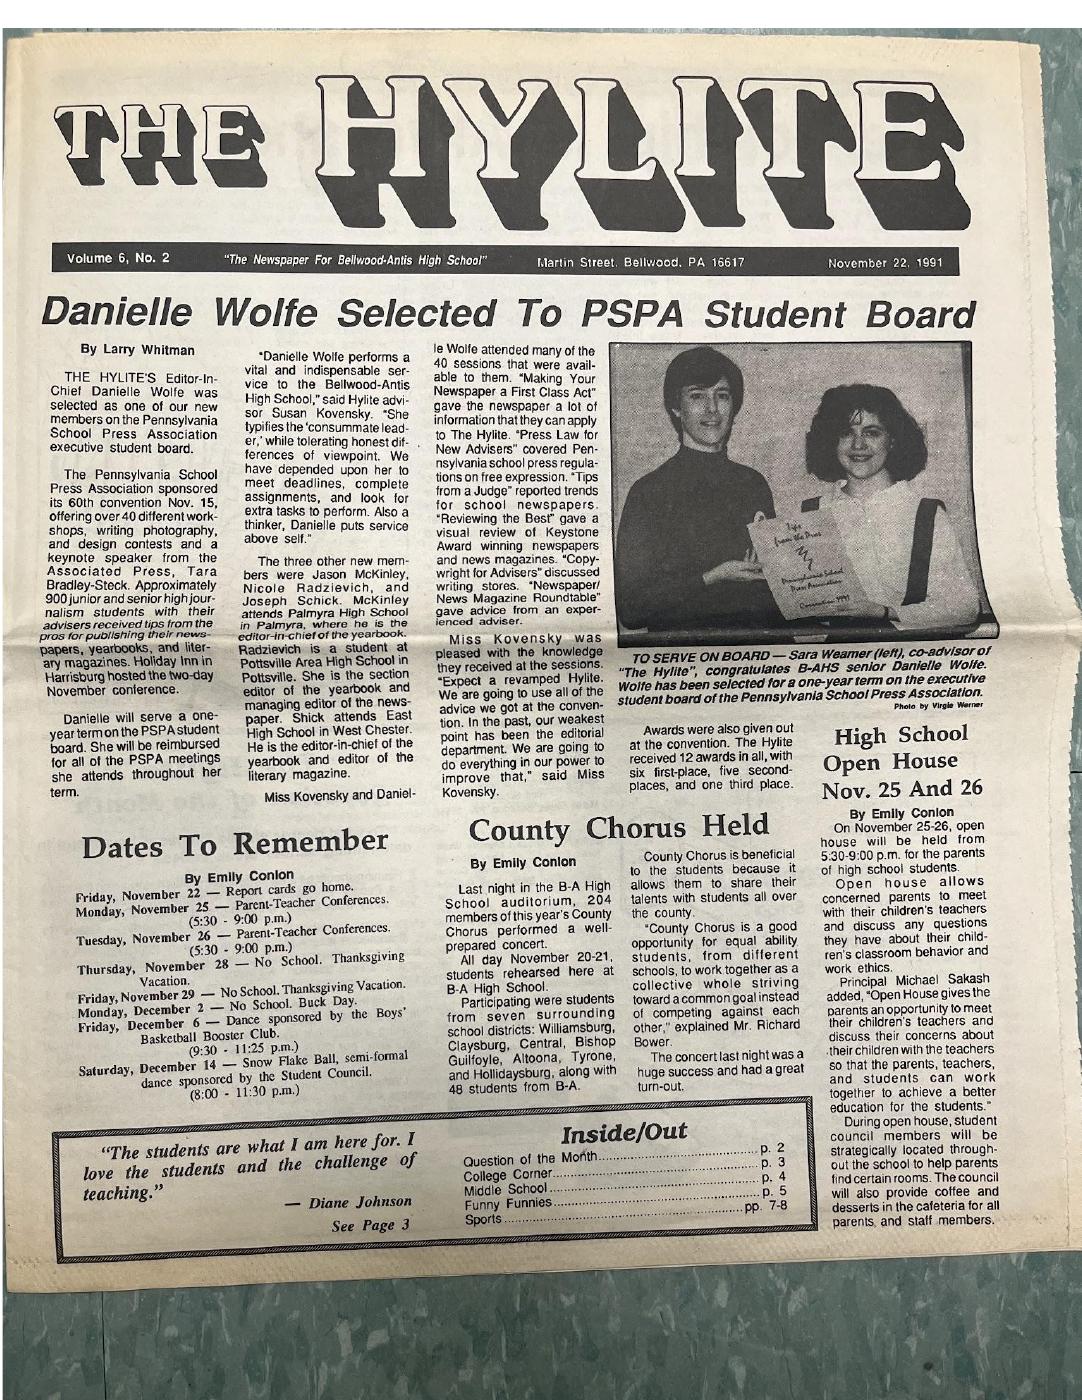 THE HYLITE
Volume 6, No. 2 "The Newspaper For Bellwood-Antis High School" Martin Street, Bellwood, PA 16617 November 22, 1991
Danielle Wolfe Selected To PSPA Student Board
By Larry Whitman
THE HYLITE'S Editor-In-
Chief Danielle Wolfe was
selected as one of our new
members on the Pennsylvania
School Press Association
executive student board.
The Pennsylvania School
Press Association sponsored
its 60th convention Nov. 15,
offering over 40 different work-
shops, writing photography,
and design contests and a
keynote speaker from the
Associated Press, Tara
Bradley-Steck. Approximately
900 junior and senior high jour-
nalism students with their
advisers received tips from the
pros for publishing their news-
papers, yearbooks, and liter-
ary magazines. Holiday Inn in
Harrisburg hosted the two-day
November conference.
Danielle will serve a one-
year term on the PSPA student
board. She will be reimbursed
for all of the PSPA meetings
she attends throughout her
term.
"Danielle Wolfe performs a
vital and indispensable ser-
vice to the Bellwood-Antis
High School," said Hylite advi-
sor Susan Kovensky. "She
typifies the 'consummate lead-
er,' while tolerating honest dif-
ferences of viewpoint. We
have depended upon her to
meet deadlines, complete
assignments, and look for
extra tasks to perform. Also a
thinker, Danielle puts service
above self."
The three other new mem-
bers were Jason McKinley,
Nicole Radzievich, and
Joseph Schick. McKinley
attends Palmyra High School
in Palmyra, where he is the
editor-in-chief of the yearbook.
Radzievich is a student at
Pottsville Area High School in
Pottsville. She is the section
editor of the yearbook and
managing editor of the news-
paper. Shick attends East
High School in West Chester.
He is the editor-in-chief of the
yearbook and editor of the
literary magazine.
Miss Kovensky and Daniel-
le Wolfe attended many of the
40 sessions that were avail-
able to them. "Making Your
Newspaper a First Class Act"
gave the newspaper a lot of
information that they can apply
to The Hylite. "Press Law for
New Advisers" covered Pen-
nsylvania school press regula-
tions on free expression. "Tips
from a Judge" reported trends
for school newspapers.
"Reviewing the Best" gave a
visual review of Keystone
Award winning newspapers
and news magazines. "Copy-
wright for Advisers" discussed
writing stores. "Newspaper/
News Magazine Roundtable"
gave advice from an exper-
ienced adviser.
Miss Kovensky was
pleased with the knowledge
they received at the sessions.
"Expect a revamped Hylite.
We are going to use all of the
advice we got at the conven-
tion. In the past, our weakest
point has been the editorial
department. We are going to
do everything in our power to
improve that," said Miss
Kovensky.
Tips
from the Press
Pennsylvania School
Press Association
Convention 1991
TO SERVE ON BOARD — Sara Weamer (left), co-advisor of
"The Hylite", congratulates B-AHS senior Danielle Wolfe.
Wolfe has been selected for a one-year term on the executive
student board of the Pennsylvania School Press Association.
Photo by Virgie Werner
Awards were also given out
at the convention. The Hylite
received 12 awards in all, with
six first-place, five second-
places, and one third place.
High School
Open House
Nov. 25 And 26
By Emily Conlon
On November 25-26, open
house will be held from
5:30-9:00 p.m. for the parents
of high school students.
Open house allows
concerned parents to meet
with their children's teachers
and discuss any questions
they have about their child-
ren's classroom behavior and
work ethics.
Principal Michael Sakash
added, "Open House gives the
parents an opportunity to meet
their children's teachers and
discuss their concerns about
their children with the teachers
so that the parents, teachers,
and students can work
together to achieve a better
education for the students."
During open house, student
council members will be
strategically located through-
out the school to help parents
find certain rooms. The council
will also provide coffee and
desserts in the cafeteria for all
parents, and staff members.
Dates To Remember
By Emily Conlon
Friday, November 22 — Report cards go home.
Monday, November 25 — Parent-Teacher Conferences.
(5:30 - 9:00 p.m.)
Tuesday, November 26 — Parent-Teacher Conferences.
(5:30 - 9:00 p.m.)
Thursday, November 28 — No School. Thanksgiving
Vacation.
Friday, November 29 — No School. Thanksgiving Vacation.
Monday, December 2 — No School. Buck Day.
Friday, December 6 — Dance sponsored by the Boys'
Basketball Booster Club.
(9:30 - 11:25 p.m.)
Saturday, December 14 — Snow Flake Ball, semi-formal
dance sponsored by the Student Council.
(8:00 - 11:30 p.m.)
County Chorus Held
By Emily Conlon
Last night in the B-A High
School auditorium, 204
members of this year's County
Chorus performed a well-
prepared concert.
All day November 20-21,
students rehearsed here at
B-A High School.
Participating were students
from seven surrounding
school districts: Williamsburg,
Claysburg, Central, Bishop
Guilfoyle, Altoona, Tyrone,
and Hollidaysburg, along with
48 students from B-A.
County Chorus is beneficial
to the students because it
allows them to share their
talents with students all over
the county.
"County Chorus is a good
opportunity for equal ability
students, from different
schools, to work together as a
collective whole striving
toward a common goal instead
of competing against each
other," explained Mr. Richard
Bower.
The concert last night was a
huge success and had a great
turn-out.
"The students are what I am here for. I
love the students and the challenge of
teaching."
— Diane Johnson
See Page 3
Inside/Out
Question of the Month..........p. 2
College Corner..........p. 3
Middle School..........p. 4
Funny Funnies..........p. 5
Sports..........pp. 7-8